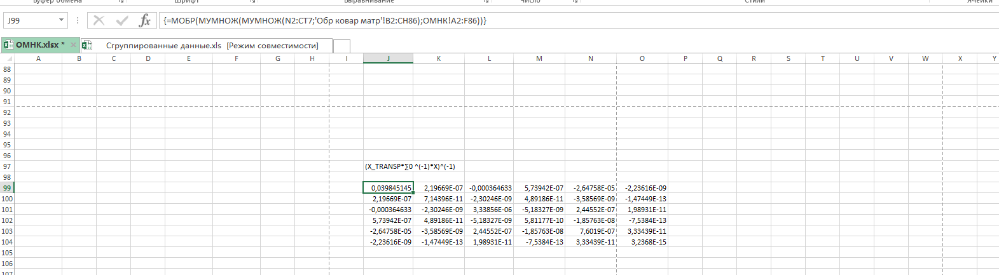 Буфер обмена Шрифт Выравнивание Число Стили Ячейки
J99 fx {=МОБР(МУМНОЖ(МУМНОЖ(N2:CT7;'Обр ковар матр'!B2:CH86);ОМНК!A2:F86))}
ОМНК.xlsx * Сгруппированные данные.xls [Режим совместимости]
A B C D E F G H I J K L M N O P Q R S T U V W X Y
88
89
90
91
92
93
94
95
96
97 (X_TRANSP*∑0 ^(-1)*X)^(-1)
98
99 0,039845145 2,19669E-07 -0,000364633 5,73942E-07 -2,64758E-05 -2,23616E-09
100 2,19669E-07 7,14396E-11 -2,30246E-09 4,89186E-11 -3,58569E-09 -1,47449E-13
101 -0,000364633 -2,30246E-09 3,33856E-06 -5,18327E-09 2,44552E-07 1,98931E-11
102 5,73942E-07 4,89186E-11 -5,18327E-09 5,81177E-10 -1,85763E-08 -7,5384E-13
103 -2,64758E-05 -3,58569E-09 2,44552E-07 -1,85763E-08 7,6019E-07 3,33439E-11
104 -2,23616E-09 -1,47449E-13 1,98931E-11 -7,5384E-13 3,33439E-11 3,2368E-15
105
106
107